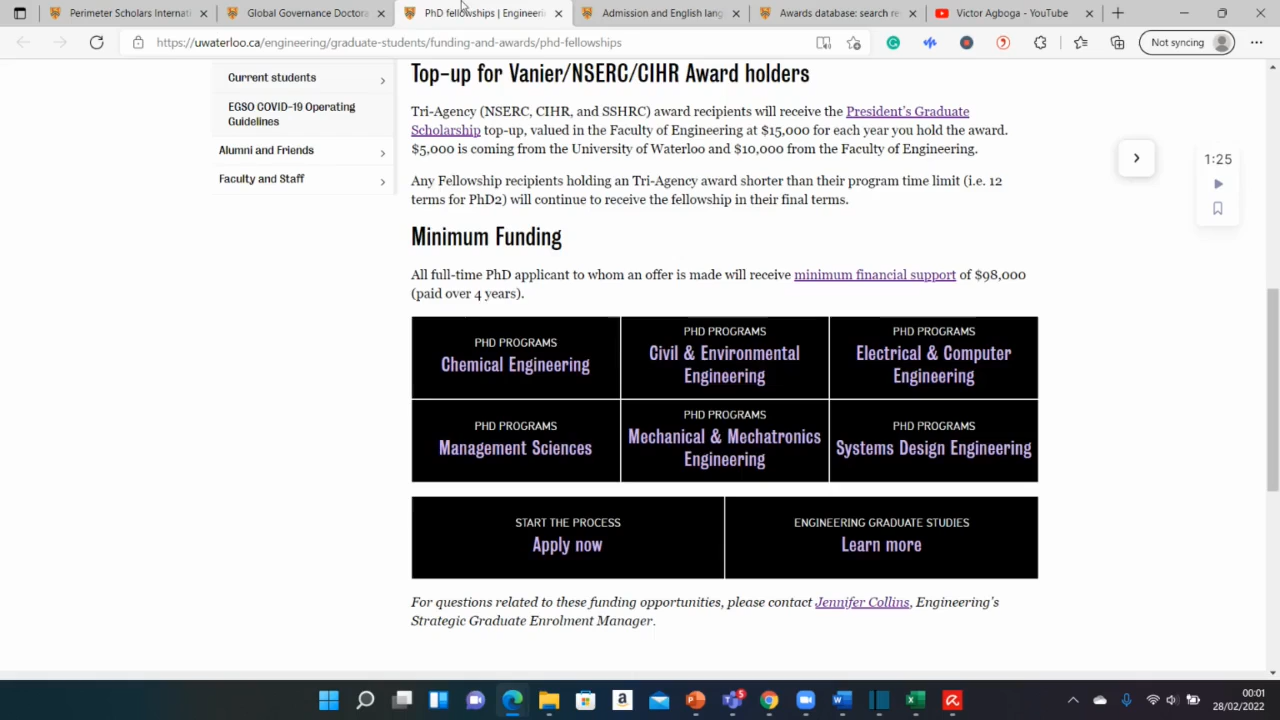 Perimeter Scholars Internati
Global Governance Doctora
PhD fellowships | Engineerin
Admission and English lang
Awards database: search re
Victor Agboga - YouTube
https://uwaterloo.ca/engineering/graduate-students/funding-and-awards/phd-fellowships
Not syncing
Current students
EGSO COVID-19 Operating
Guidelines
Alumni and Friends
Faculty and Staff
Top-up for Vanier/NSERC/CIHR Award holders
Tri-Agency (NSERC, CIHR, and SSHRC) award recipients will receive the President's Graduate
Scholarship top-up, valued in the Faculty of Engineering at $15,000 for each year you hold the award.
$5,000 is coming from the University of Waterloo and $10,000 from the Faculty of Engineering.
Any Fellowship recipients holding an Tri-Agency award shorter than their program time limit (i.e. 12
terms for PhD2) will continue to receive the fellowship in their final terms.
1:25
Minimum Funding
All full-time PhD applicant to whom an offer is made will receive minimum financial support of $98,000
(paid over 4 years).
PHD PROGRAMS
Chemical Engineering
PHD PROGRAMS
Civil & Environmental
Engineering
PHD PROGRAMS
Electrical & Computer
Engineering
PHD PROGRAMS
Management Sciences
PHD PROGRAMS
Mechanical & Mechatronics
Engineering
PHD PROGRAMS
Systems Design Engineering
START THE PROCESS
Apply now
ENGINEERING GRADUATE STUDIES
Learn more
For questions related to these funding opportunities, please contact Jennifer Collins, Engineering's
Strategic Graduate Enrolment Manager.
5
00:01
28/02/2022